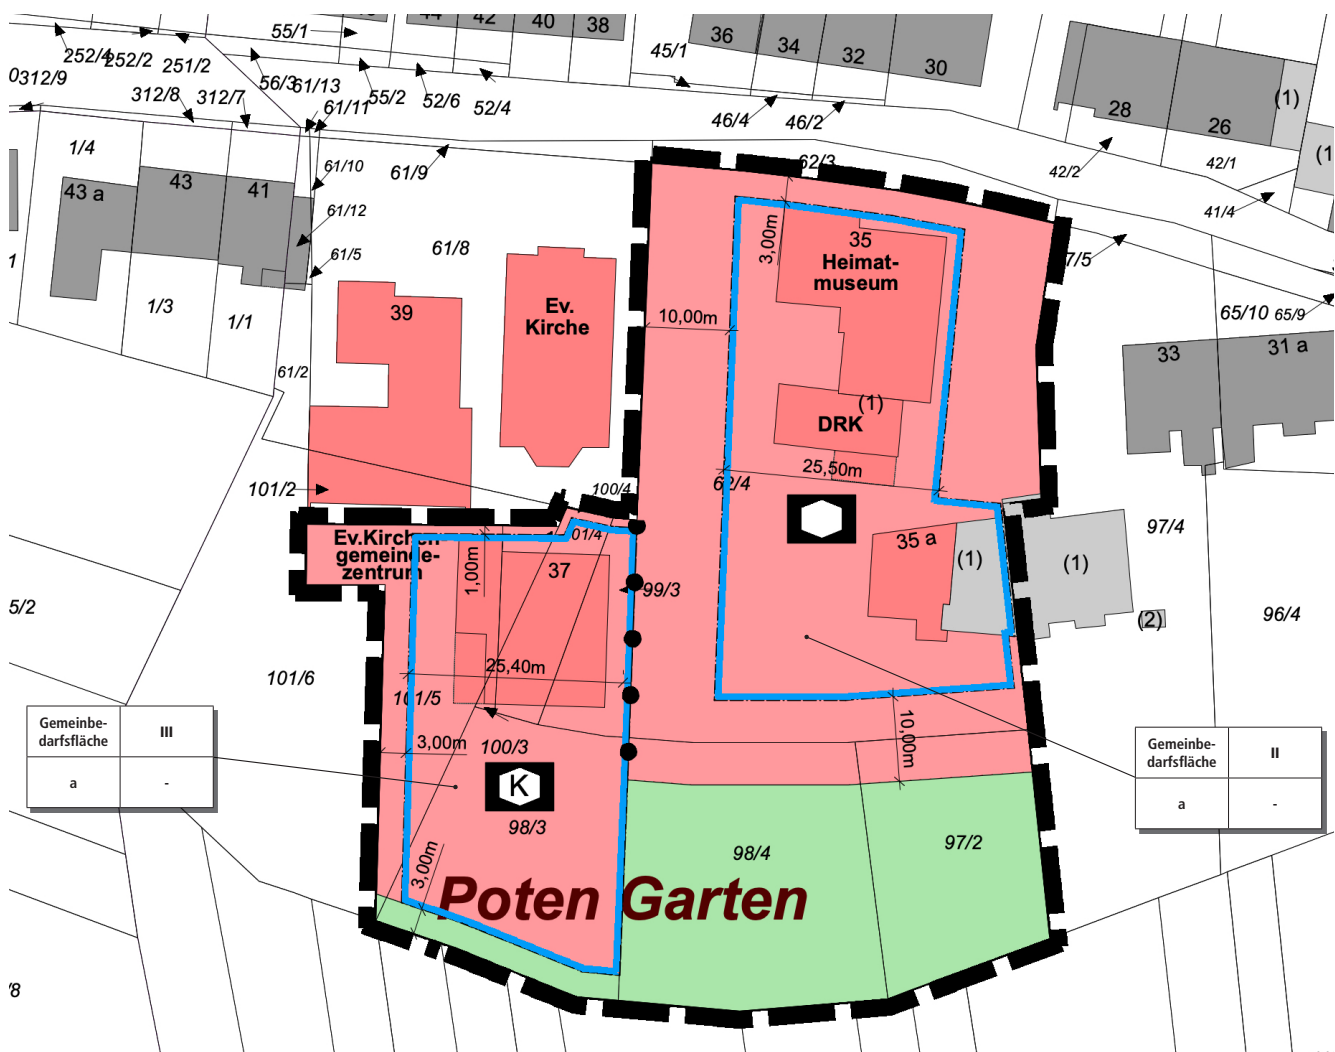 55/1
44
42
40
38
36
34
32
30
45/1
28
26
(1)
252/4
252/2
251/2
56/3
61/13
61/11
55/2
52/6
52/4
312/9
312/8
312/7
46/4
46/2
42/2
42/1
41/4
1/4
43 a
43
41
61/10
61/9
62/3
61/12
61/8
61/5
35
Heimat-
museum
3,00m
10,00m
1/3
1/1
39
Ev.
Kirche
65/10
65/9
33
31 a
61/2
(1)
DRK
25,50m
62/4
101/2
100/4
Ev.Kirchen
gemeinde-
zentrum
1,00m
37
99/3
35 a
(1)
(1)
(2)
97/4
96/4
5/2
101/6
25,40m
101/5
3,00m
100/3
K
98/3
3,00m
10,00m
Gemeinbe-
darfsfläche
III
a
-
Gemeinbe-
darfsfläche
II
a
-
98/4
97/2
Poten Garten